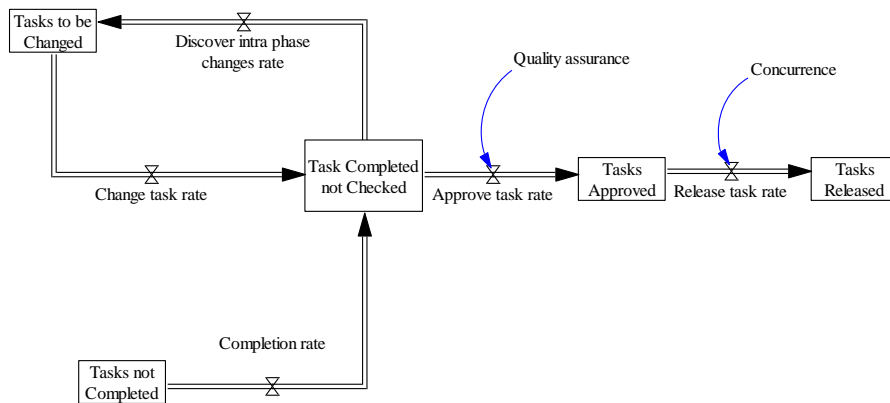 Tasks to be
Changed
Discover intra phase
changes rate
Quality assurance
Concurrence
Task Completed
not Checked
Change task rate
Approve task rate
Tasks
Approved
Release task rate
Tasks
Released
Completion rate
Tasks not
Completed